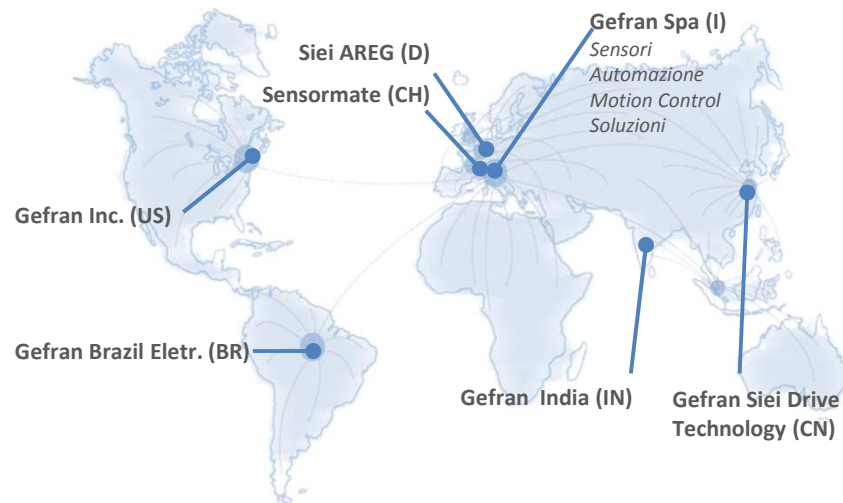 Gefran Spa (I)
Sensori
Automazione
Motion Control
Soluzioni
Siei AREG (D)
Sensormate (CH)
Gefran Inc. (US)
Gefran Brazil Eletr. (BR)
Gefran India (IN)
Gefran Siei Drive
Technology (CN)